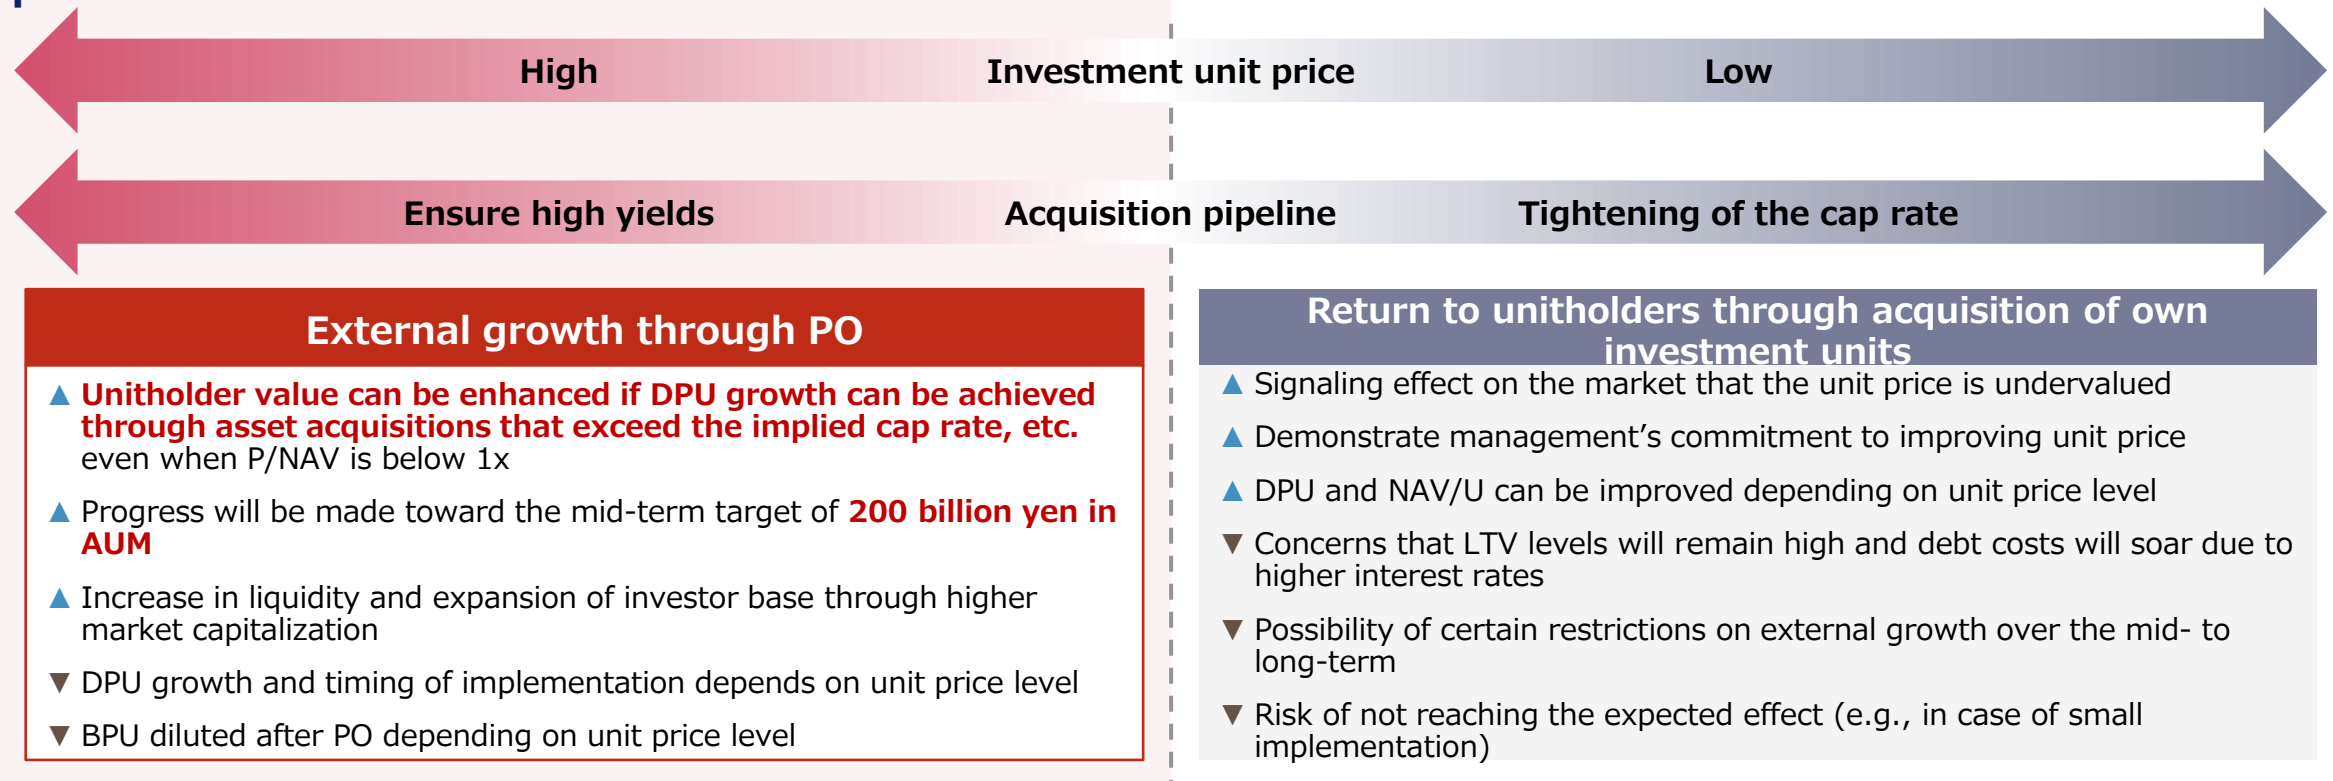 High Investment unit price Low
Ensure high yields Acquisition pipeline Tightening of the cap rate
External growth through PO
▲ Unitholder value can be enhanced if DPU growth can be achieved
through asset acquisitions that exceed the implied cap rate, etc.
even when P/NAV is below 1x
▲ Progress will be made toward the mid-term target of 200 billion yen in
AUM
▲ Increase in liquidity and expansion of investor base through higher
market capitalization
▼ DPU growth and timing of implementation depends on unit price level
▼ BPU diluted after PO depending on unit price level
Return to unitholders through acquisition of own
investment units
▲ Signaling effect on the market that the unit price is undervalued
▲ Demonstrate management’s commitment to improving unit price
▲ DPU and NAV/U can be improved depending on unit price level
▼ Concerns that LTV levels will remain high and debt costs will soar due to
higher interest rates
▼ Possibility of certain restrictions on external growth over the mid- to
long-term
▼ Risk of not reaching the expected effect (e.g., in case of small
implementation)